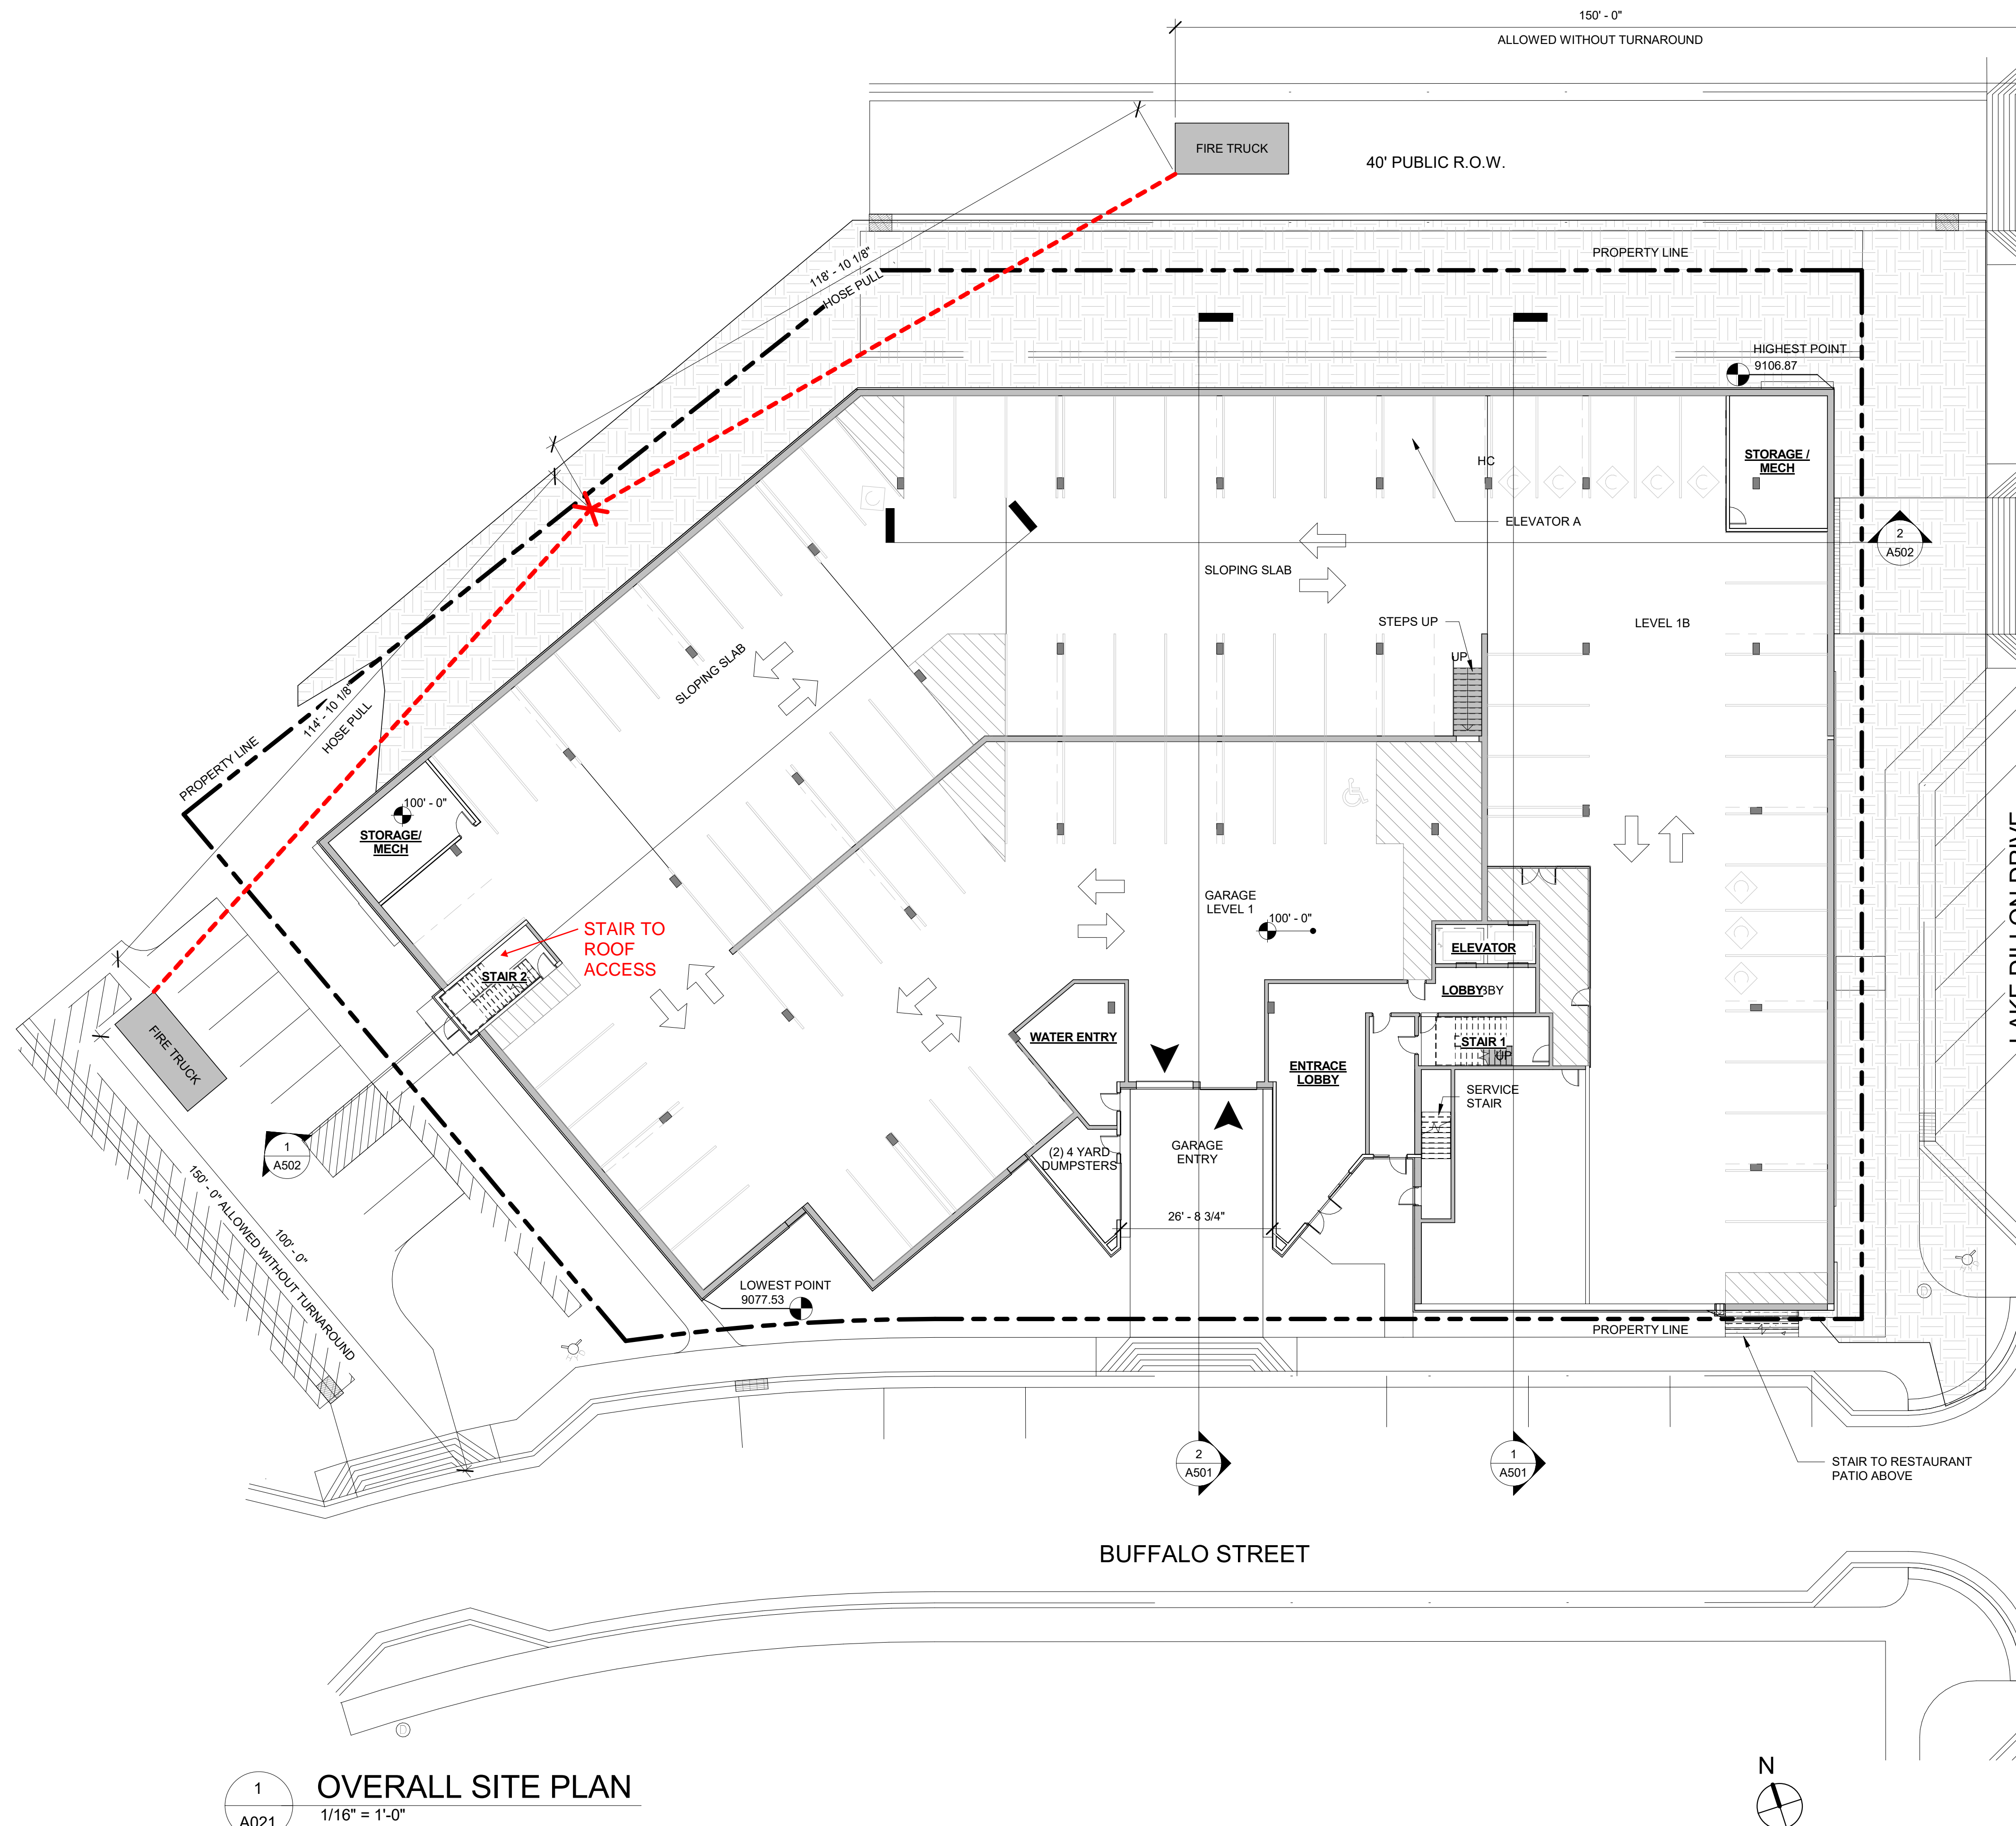 150' - 0"
ALLOWED WITHOUT TURNAROUND
FIRE TRUCK
40' PUBLIC R.O.W.
118' - 10 1/8"
HOSE PULL
PROPERTY LINE
HIGHEST POINT
9106.87
STORAGE /
MECH
HC
ELEVATOR A
2
A502
SLOPING SLAB
STEPS UP
UP
LEVEL 1B
SLOPING SLAB
114' - 10 1/8"
HOSE PULL
PROPERTY LINE
100' - 0"
STORAGE/
MECH
GARAGE
LEVEL 1
100' - 0"
STAIR TO
ROOF
ACCESS
STAIR 2
ELEVATOR
LOBBY
LAKE DILLON DRIVE
FIRE TRUCK
WATER ENTRY
STAIR 1
UP
ENTRACE
LOBBY
SERVICE
STAIR
1
A502
(2) 4 YARD
DUMPSTERS
GARAGE
ENTRY
26' - 8 3/4"
150' - 0" ALLOWED WITHOUT TURNAROUND
100' - 0"
LOWEST POINT
9077.53
PROPERTY LINE
2
A501
1
A501
STAIR TO RESTAURANT
PATIO ABOVE
BUFFALO STREET
D
D
N
1
A021
OVERALL SITE PLAN
1/16" = 1'-0"